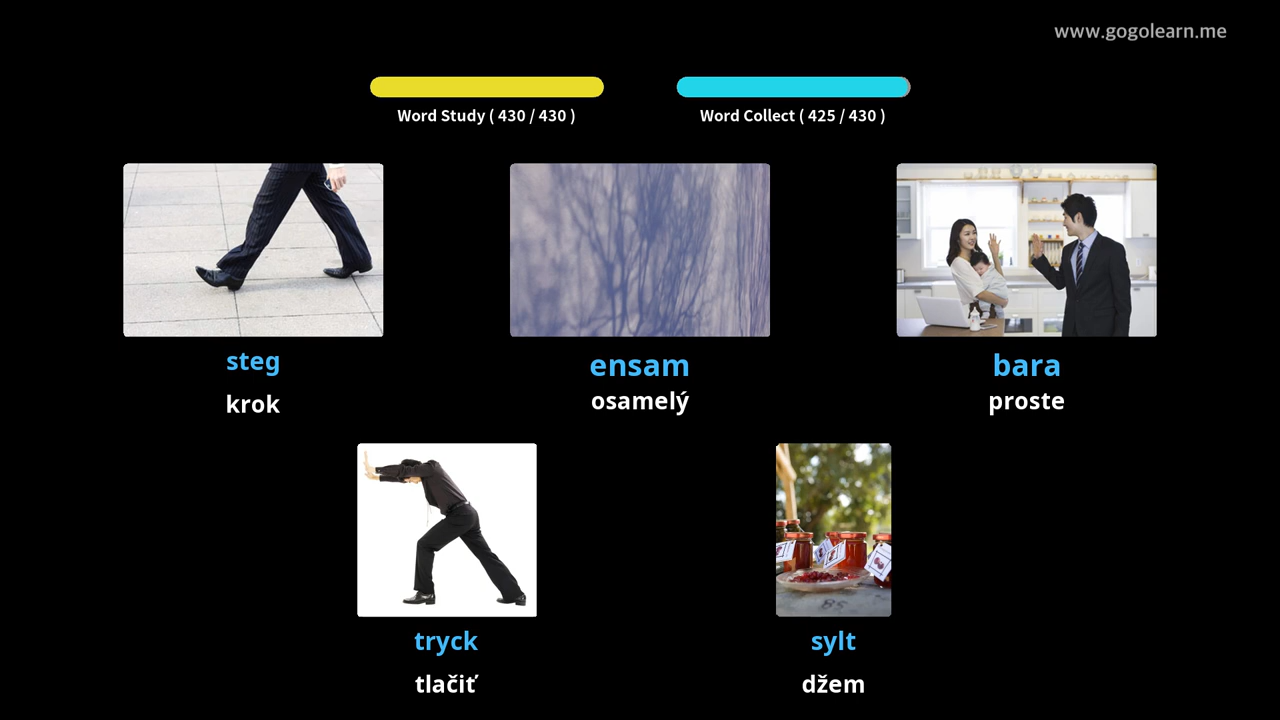 www.gogolearn.me
Word Study ( 430 / 430 )
Word Collect ( 425 / 430 )
steg
krok
ensam
osamelý
bara
proste
tryck
tlačiť
sylt
džem